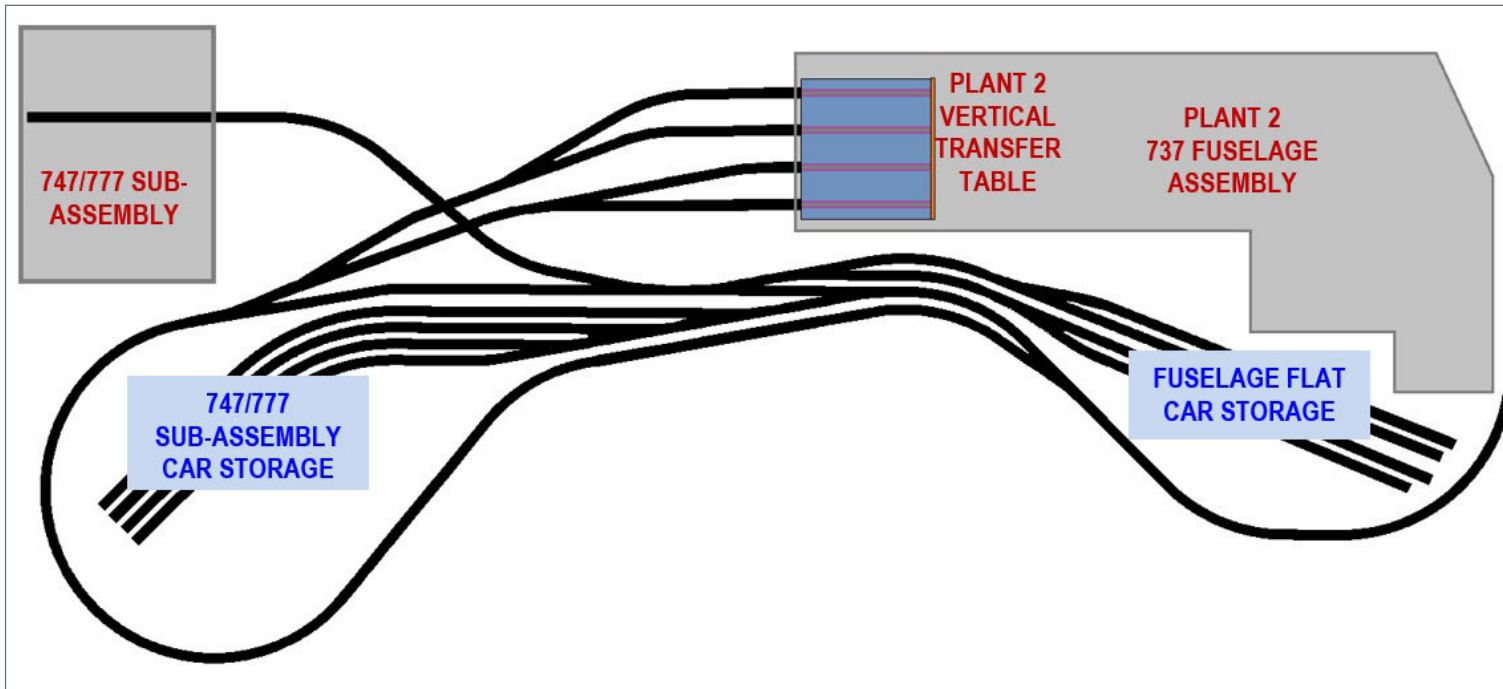 747/777 SUB-
ASSEMBLY
PLANT 2
VERTICAL
TRANSFER
TABLE
PLANT 2
737 FUSELAGE
ASSEMBLY
747/777
SUB-ASSEMBLY
CAR STORAGE
FUSELAGE FLAT
CAR STORAGE